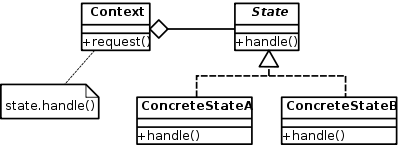 Context
State
+request()
+handle()
state.handle()
ConcreteStateA
ConcreteStateB
+handle()
+handle()